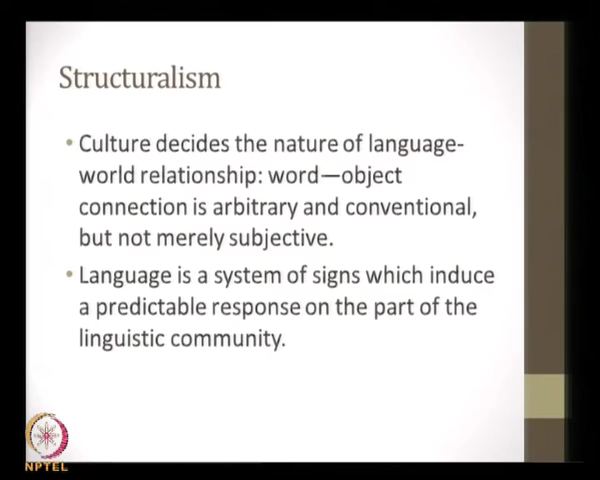 Structuralism
• Culture decides the nature of language-
world relationship: word—object
connection is arbitrary and conventional,
but not merely subjective.
• Language is a system of signs which induce
a predictable response on the part of the
linguistic community.
NPTEL